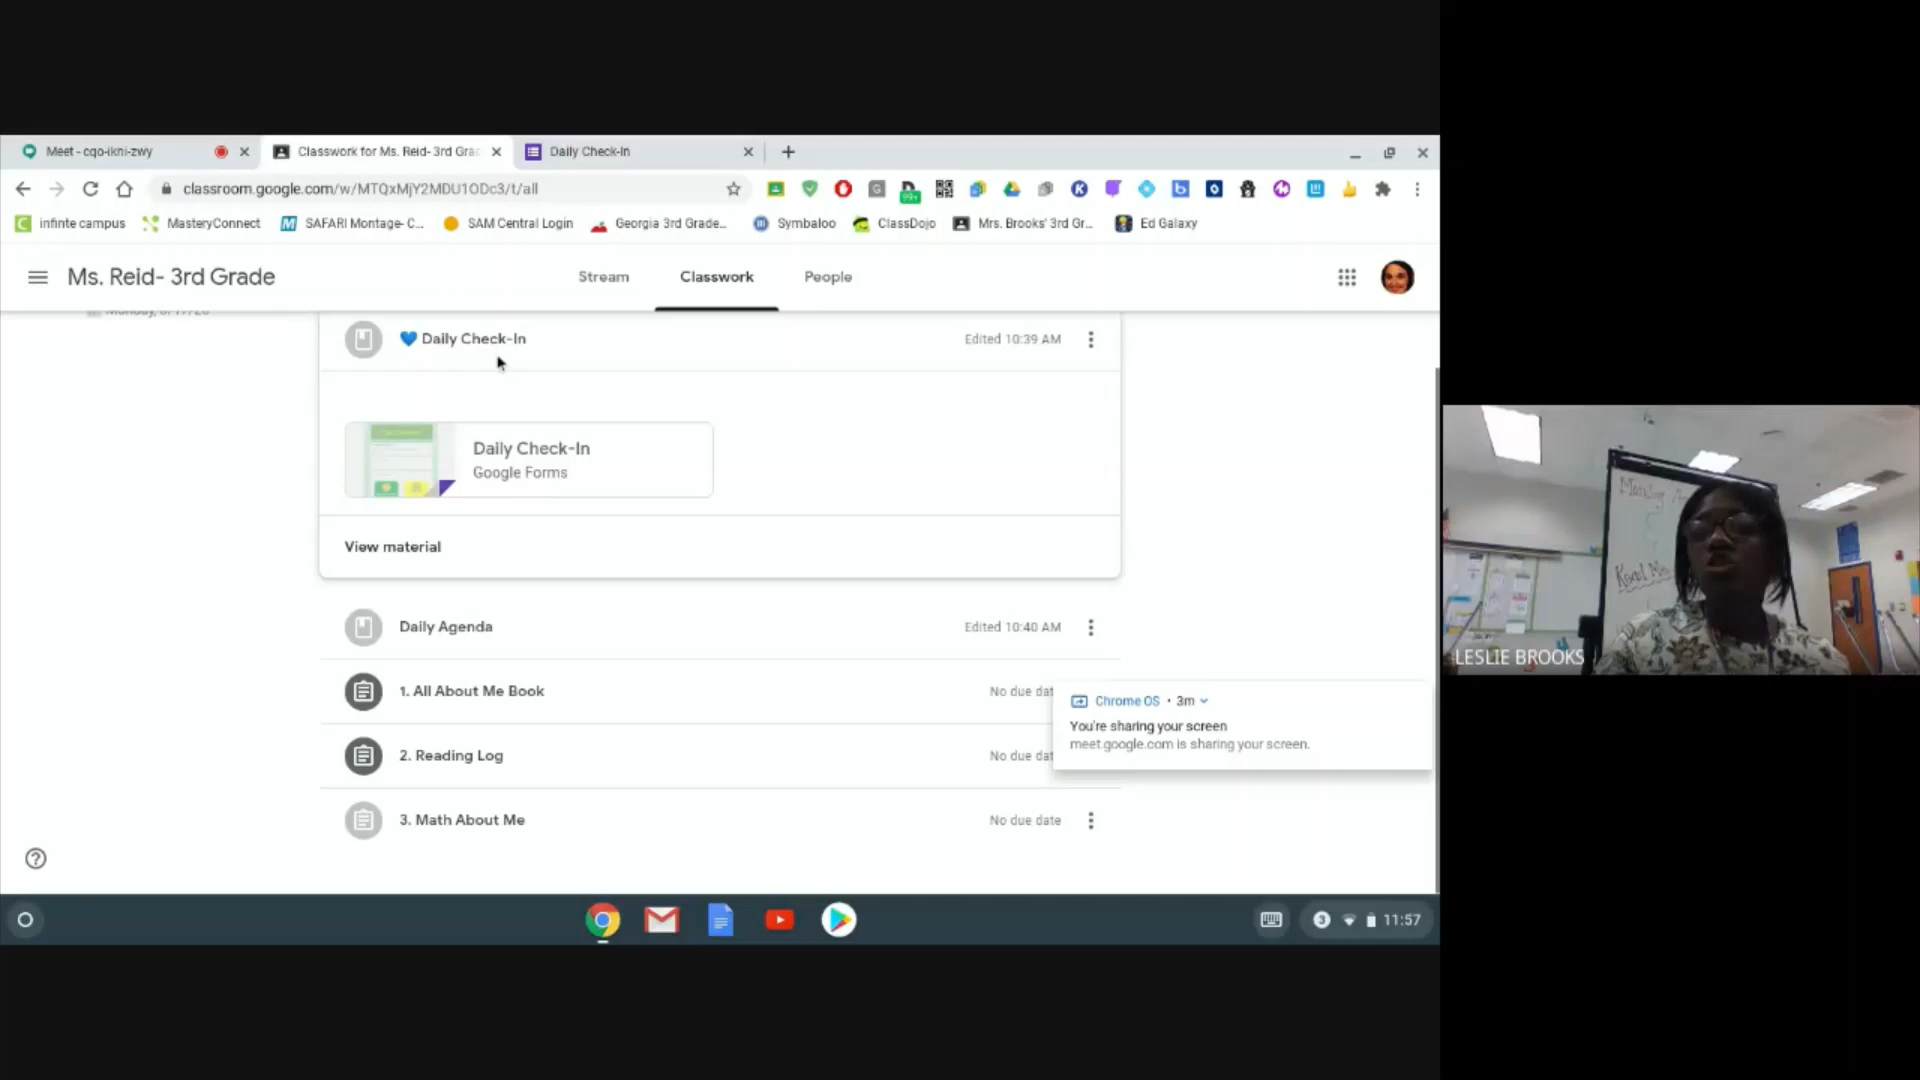 Meet - cqo-ikni-zwy
Classwork for Ms. Reid- 3rd Gra
Daily Check-In
classroom.google.com/w/MTQxMjY2MDU1ODc3/t/all
99+
infinte campus
MasteryConnect
SAFARI Montage- C...
SAM Central Login
Georgia 3rd Grade...
Symbaloo
ClassDojo
Mrs. Brooks' 3rd Gr...
Ed Galaxy
Ms. Reid- 3rd Grade
Stream
Classwork
People
💙 Daily Check-In
Edited 10:39 AM
Daily Check-In
Google Forms
View material
Daily Agenda
Edited 10:40 AM
1. All About Me Book
No due dat
2. Reading Log
No due dat
3. Math About Me
No due date
Chrome OS • 3m
You're sharing your screen
meet.google.com is sharing your screen.
3
11:57
Read
LESLIE BROOKS